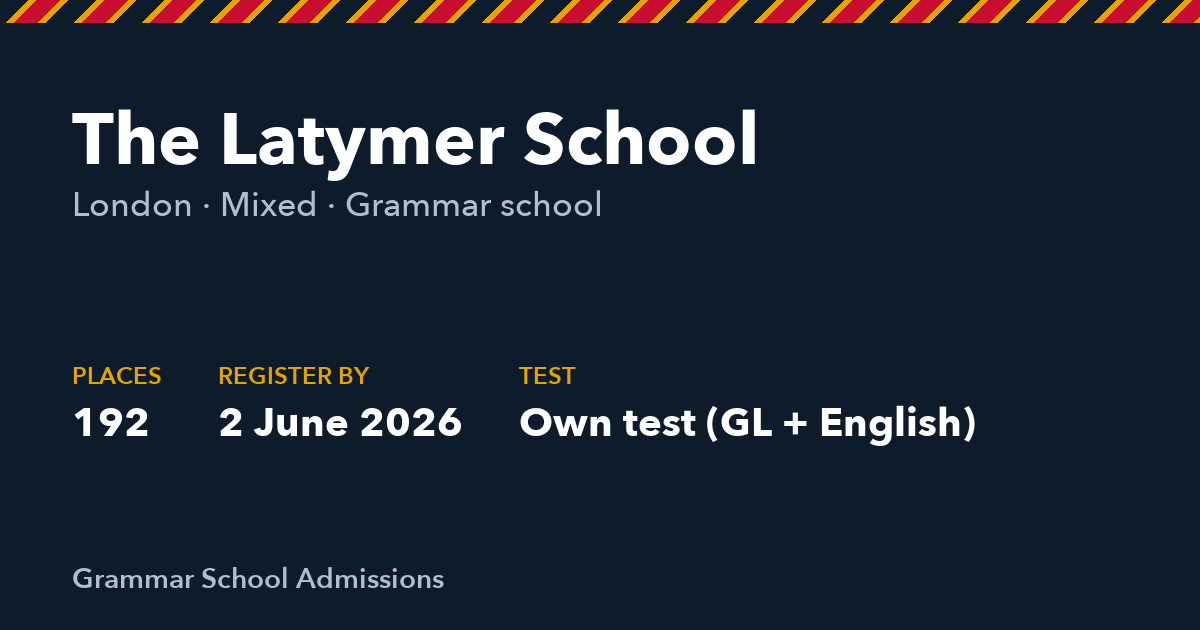 The Latymer School
London · Mixed · Grammar school
PLACES
192
REGISTER BY
2 June 2026
TEST
Own test (GL + English)
Grammar School Admissions